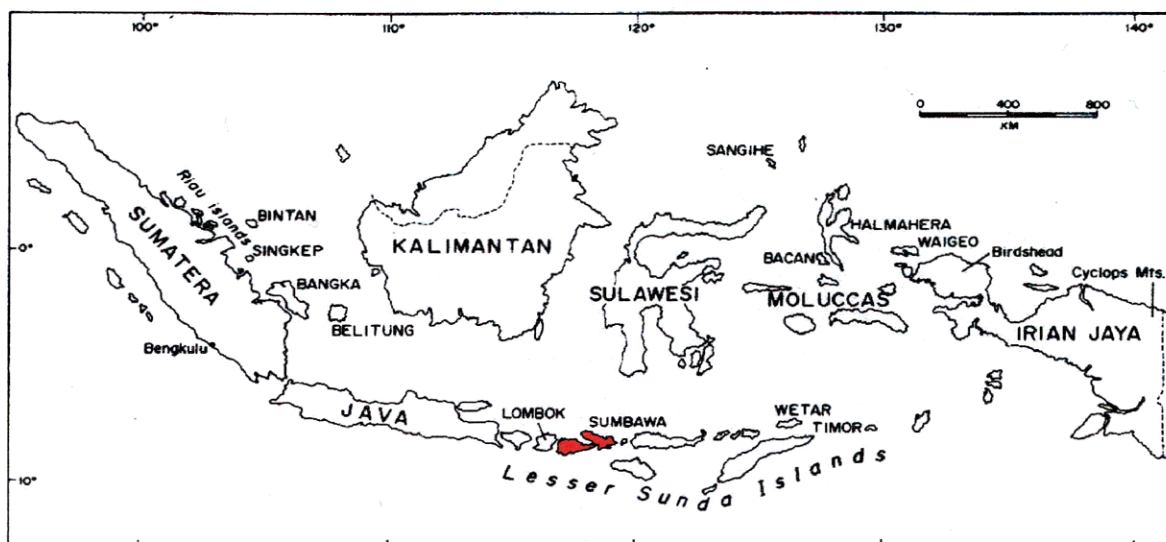 100°
110°
120°
130°
140°
0
400
800
KM
SANGIHE
Riau islands
BINTAN
SUMATERA
HALMAHERA
0°
KALIMANTAN
WAIGEO
SINGKEP
Birdshead
BACAN
Cyclops Mts.
BANGKA
SULAWESI
MOLUCCAS
BELITUNG
IRIAN JAYA
Bengkulu
JAVA
LOMBOK
SUMBAWA
WETAR
TIMOR
Lesser Sunda Islands
10°